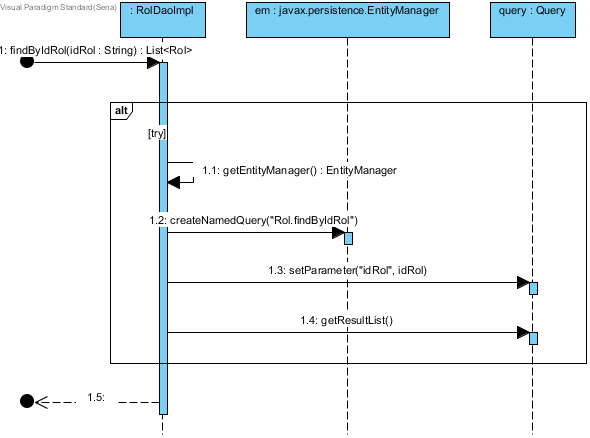 Visual Paradigm Standard(Sena)
: RolDaoImpl
em : javax.persistence.EntityManager
query : Query
1: findByIdRol(idRol : String) : List<Rol>
alt
[try]
1.1: getEntityManager() : EntityManager
1.2: createNamedQuery("Rol.findByIdRol")
1.3: setParameter("idRol", idRol)
1.4: getResultList()
1.5: